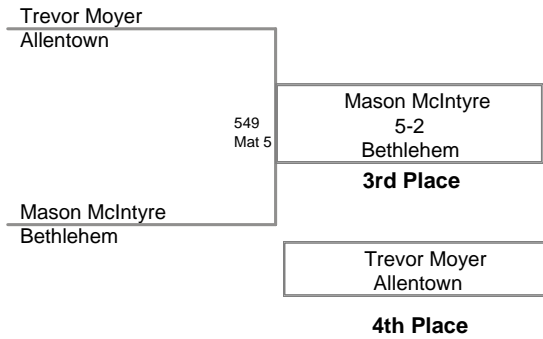 Trevor Moyer
Allentown
549
Mat 5
Mason McIntyre
5-2
Bethlehem
3rd Place
Mason McIntyre
Bethlehem
Trevor Moyer
Allentown
4th Place